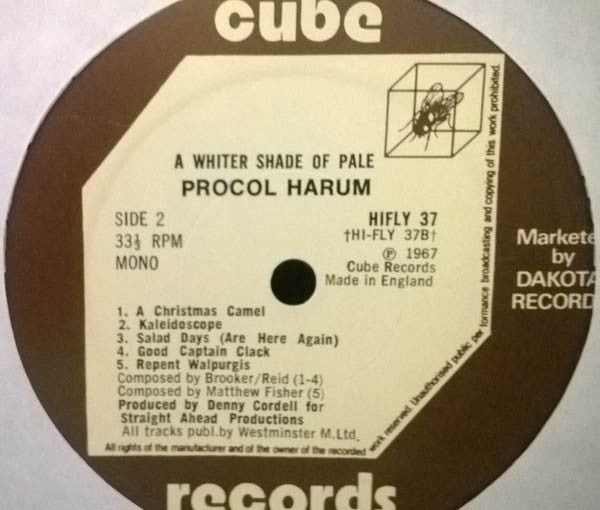 cube
A WHITER SHADE OF PALE
PROCOL HARUM
SIDE 2
33⅓ RPM
MONO
HIFLY 37
†HI-FLY 37B†
Ⓟ 1967
Cube Records
Made in England
Markete
by
DAKOTA
RECORD
1. A Christmas Camel
2. Kaleidoscope
3. Salad Days (Are Here Again)
4. Good Captain Clack
5. Repent Walpurgis
Composed by Brooker/Reid (1-4)
Composed by Matthew Fisher (5)
Produced by Denny Cordell for
Straight Ahead Productions
All tracks publ.by Westminster M.Ltd.
All rights of the manufacturer and of the owner of the recorded work reserved. Unauthorised public performance broadcasting and copying of this work prohibited.
records